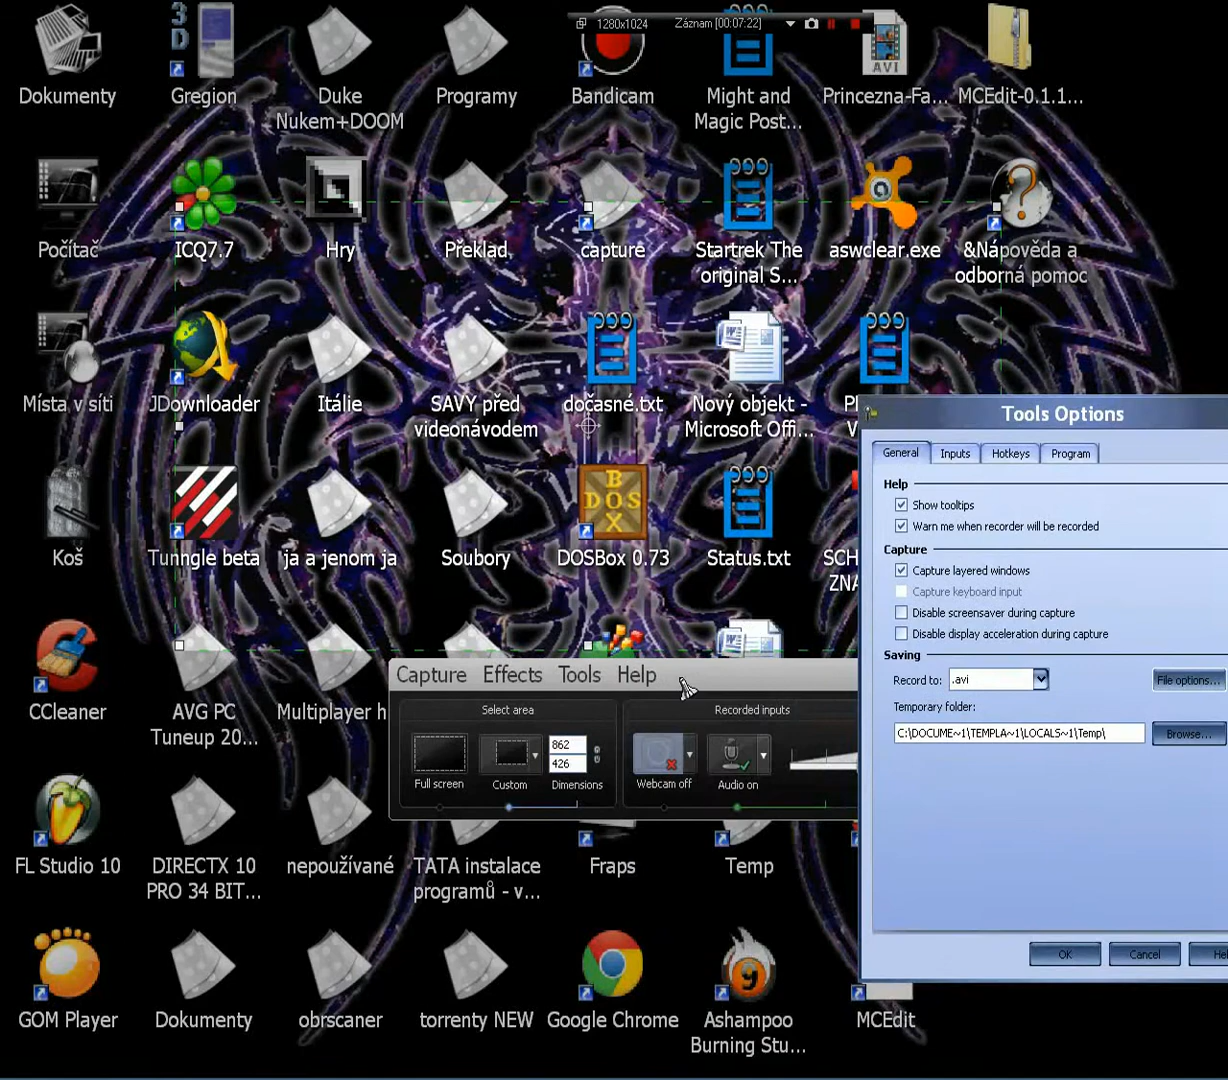 1280x1024
Záznam [00:07:22]
3D
AVI
Dokumenty
Gregion
Duke
Nukem+DOOM
Programy
Bandicam
Might and
Magic Post...
Princezna-Fa...
MCEdit-0.1.1...
Počítač
ICQ7.7
Hry
Překlad
capture
Startrek The
original S...
aswclear.exe
&Nápověda a
odborná pomoc
Místa v síti
JDownloader
Itálie
SAVY před
videonávodem
dočasné.txt
Nový objekt -
Microsoft Offi...
Koš
Tunngle beta
'ja a jenom ja
Soubory
DOS
BOX
DOSBox 0.73
Status.txt
SCH
ZNA
CCleaner
AVG PC
Tuneup 20...
Multiplayer h
FL Studio 10
DIRECTX 10
PRO 34 BIT...
nepoužívané
TATA instalace
programů - v...
Fraps
Temp
GOM Player
Dokumenty
obrscaner
torrenty NEW
Google Chrome
9
Ashampoo
Burning Stu...
MCEdit
Capture Effects Tools Help
Select area
Recorded inputs
862
426
Full screen
Custom
Dimensions
Webcam off
Audio on
Tools Options
General Inputs Hotkeys Program
Help
Show tooltips
Warn me when recorder will be recorded
Capture
Capture layered windows
Capture keyboard input
Disable screensaver during capture
Disable display acceleration during capture
Saving
Record to: .avi File options...
Temporary folder:
C:\DOCUME~1\TEMPLA~1\LOCALS~1\Temp\ Browse...
OK Cancel Hel